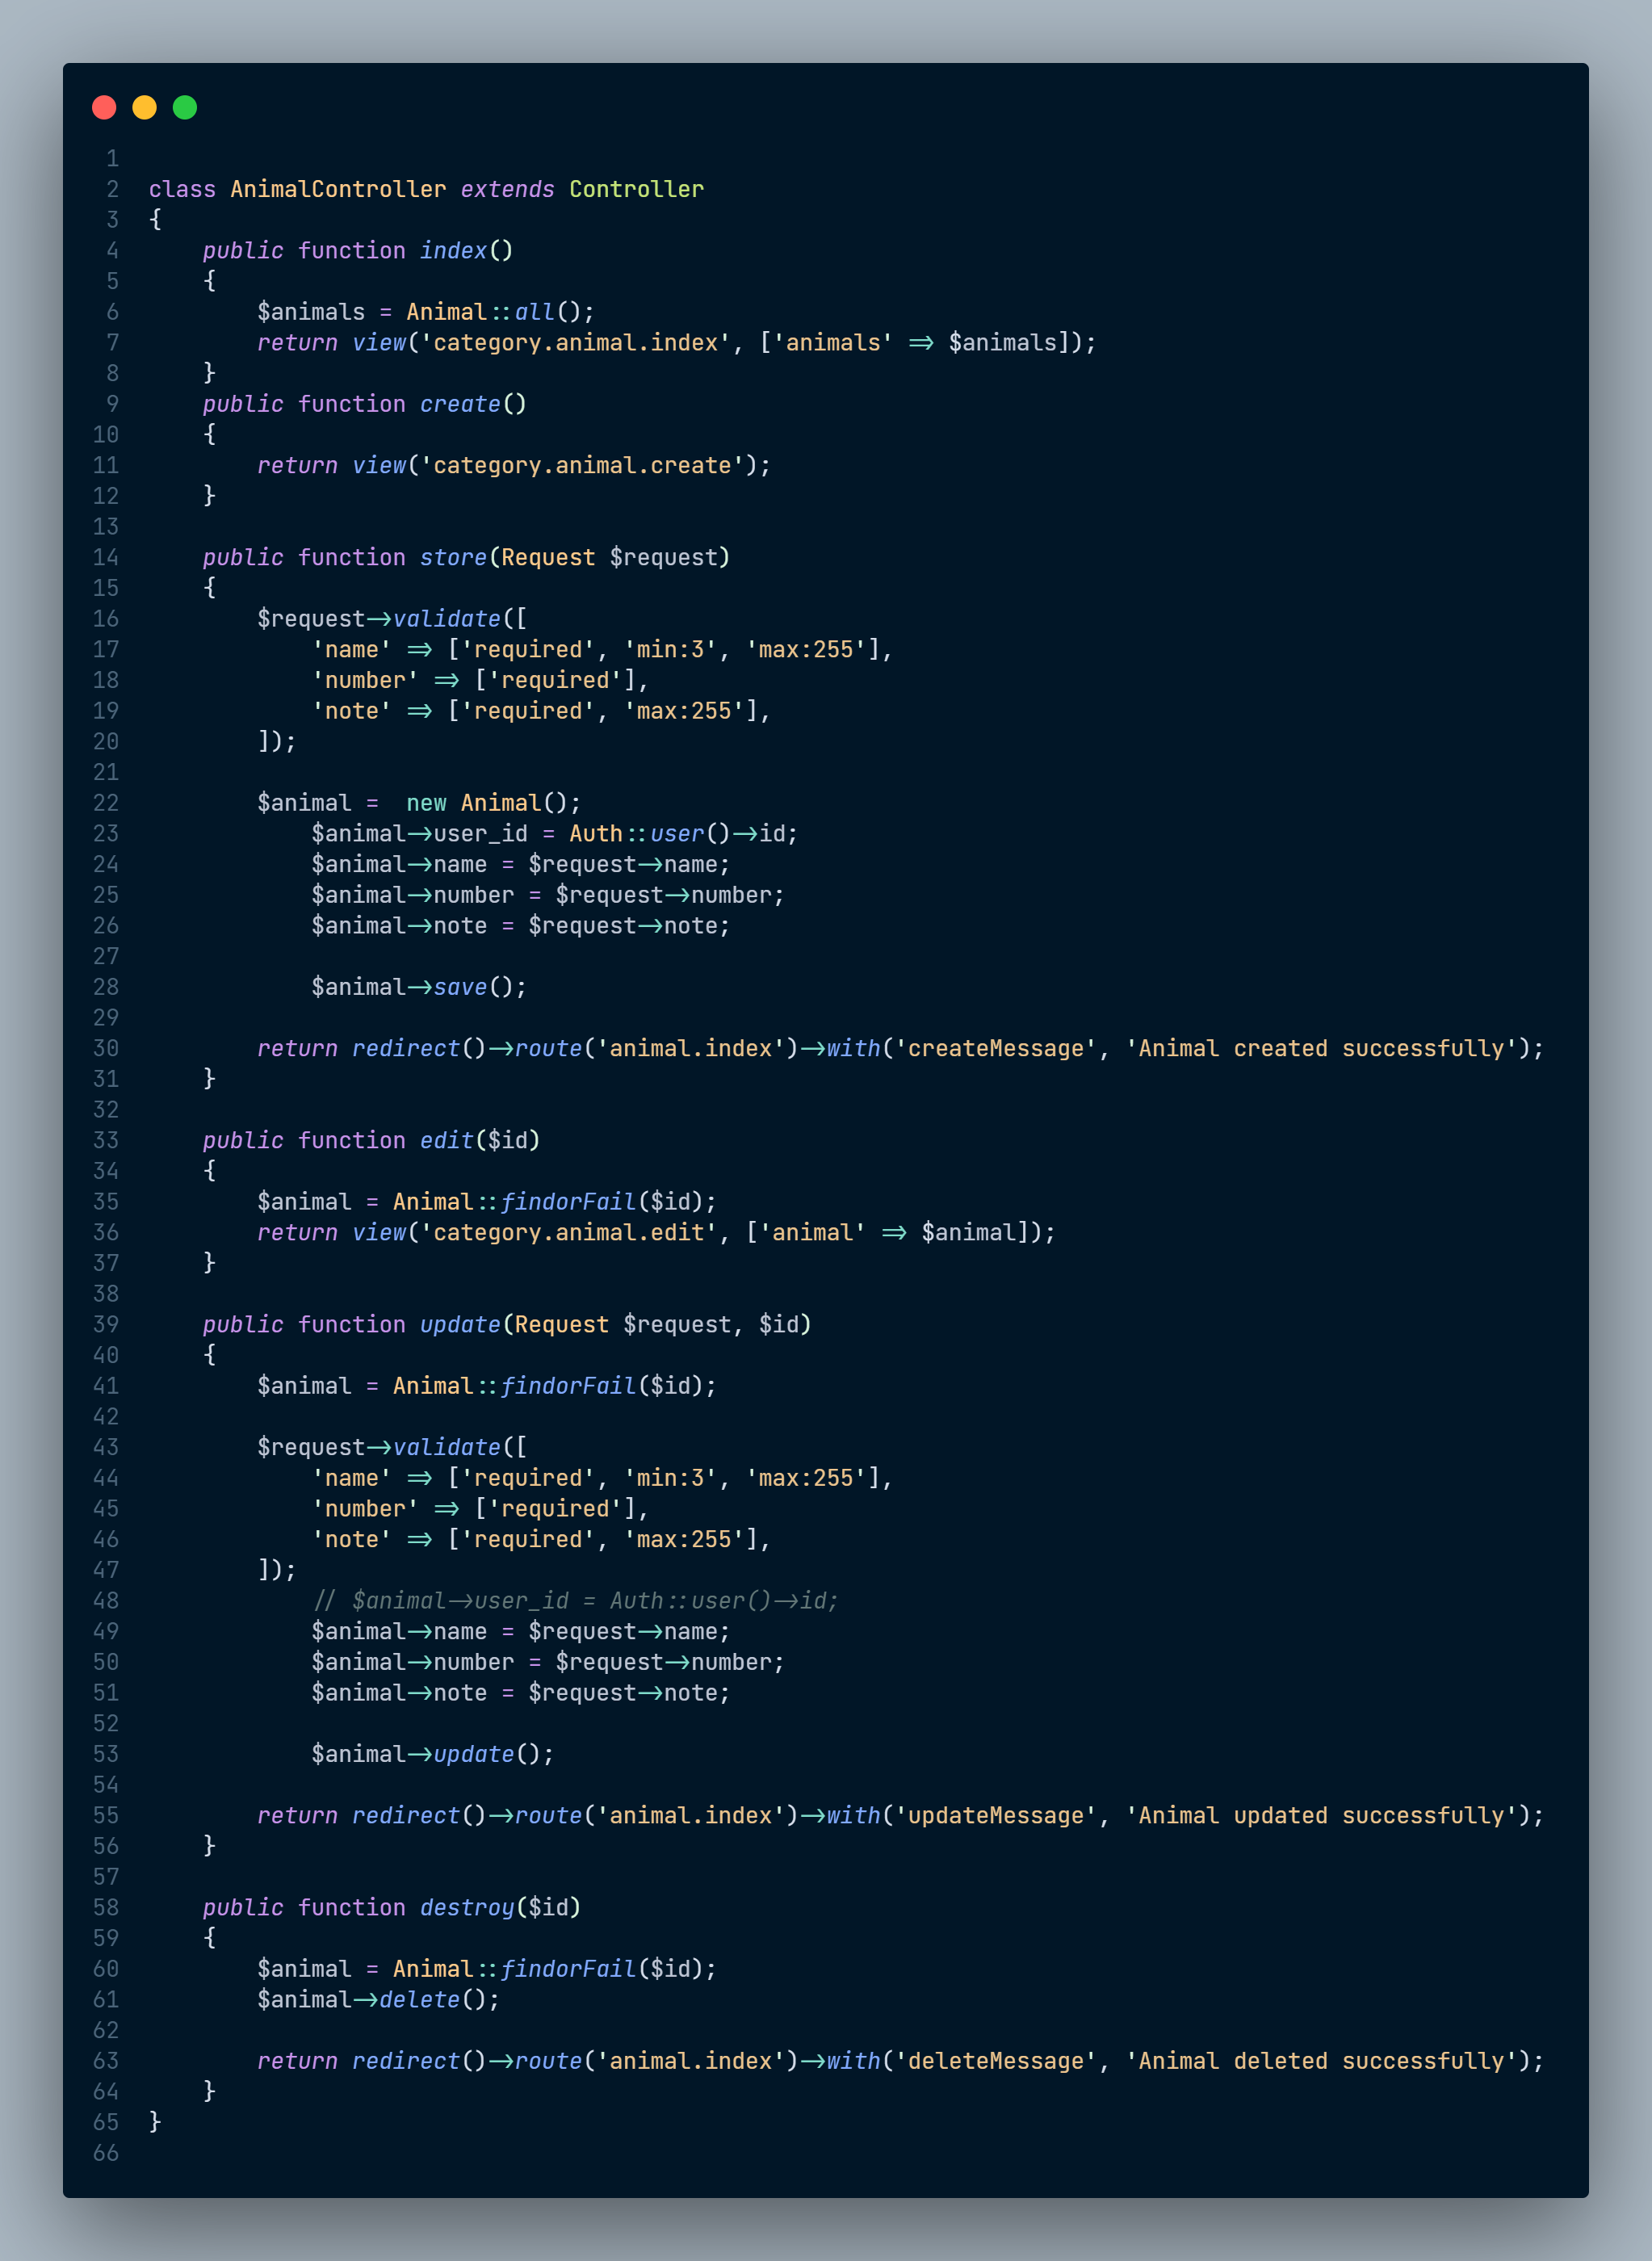 1
2 class AnimalController extends Controller
3 {
4     public function index()
5     {
6         $animals = Animal::all();
7         return view('category.animal.index', ['animals' => $animals]);
8     }
9     public function create()
10     {
11         return view('category.animal.create');
12     }
13
14     public function store(Request $request)
15     {
16         $request->validate([
17             'name' => ['required', 'min:3', 'max:255'],
18             'number' => ['required'],
19             'note' => ['required', 'max:255'],
20         ]);
21
22         $animal =  new Animal();
23             $animal->user_id = Auth::user()->id;
24             $animal->name = $request->name;
25             $animal->number = $request->number;
26             $animal->note = $request->note;
27
28             $animal->save();
29
30         return redirect()->route('animal.index')->with('createMessage', 'Animal created successfully');
31     }
32
33     public function edit($id)
34     {
35         $animal = Animal::findorFail($id);
36         return view('category.animal.edit', ['animal' => $animal]);
37     }
38
39     public function update(Request $request, $id)
40     {
41         $animal = Animal::findorFail($id);
42
43         $request->validate([
44             'name' => ['required', 'min:3', 'max:255'],
45             'number' => ['required'],
46             'note' => ['required', 'max:255'],
47         ]);
48             // $animal->user_id = Auth::user()->id;
49             $animal->name = $request->name;
50             $animal->number = $request->number;
51             $animal->note = $request->note;
52
53             $animal->update();
54
55         return redirect()->route('animal.index')->with('updateMessage', 'Animal updated successfully');
56     }
57
58     public function destroy($id)
59     {
60         $animal = Animal::findorFail($id);
61         $animal->delete();
62
63         return redirect()->route('animal.index')->with('deleteMessage', 'Animal deleted successfully');
64     }
65 }
66